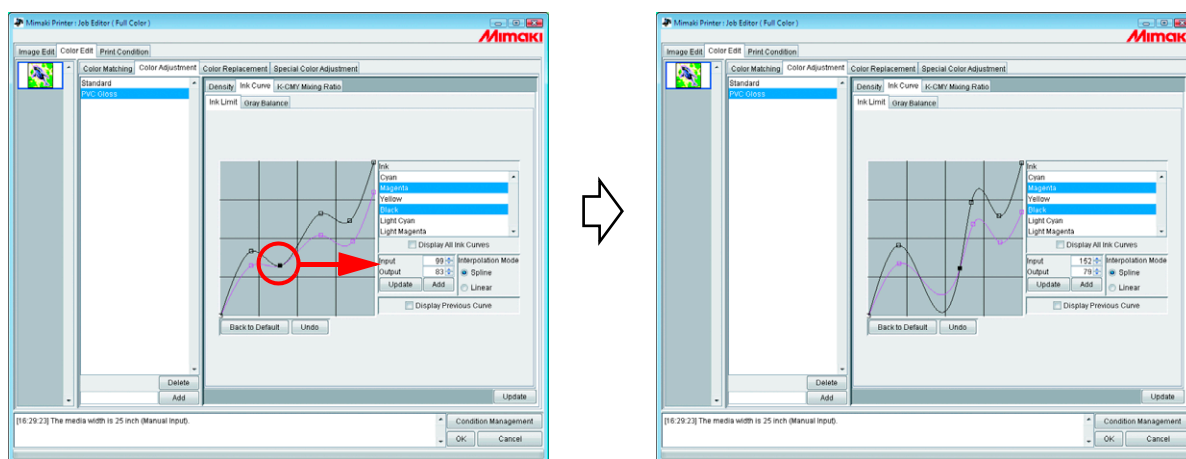 Mimaki Printer : Job Editor ( Full Color )
Mimaki
Image Edit Color Edit Print Condition
Color Matching Color Adjustment Color Replacement Special Color Adjustment
Standard
PVC Gloss
Density Ink Curve K-CMY Mixing Ratio
Ink Limit Gray Balance
Ink
Cyan
Magenta
Yellow
Black
Light Cyan
Light Magenta
Display All Ink Curves
Input 99 Interpolation Mode
Output 83 Spline
Update Add Linear
Display Previous Curve
Back to Default Undo
Delete
Add
Update
[16:29:23] The media width is 25 inch (Manual Input).
Condition Management
OK Cancel
Mimaki Printer : Job Editor ( Full Color )
Mimak
Image Edit Color Edit Print Condition
Color Matching Color Adjustment Color Replacement Special Color Adjustment
Standard
PVC Gloss
Density Ink Curve K-CMY Mixing Ratio
Ink Limit Gray Balance
Ink
Cyan
Magenta
Yellow
Black
Light Cyan
Light Magenta
Display All Ink Curves
Input 152 Interpolation Mode
Output 79 Spline
Update Add Linear
Display Previous Curve
Back to Default Undo
Delete
Add
Update
[16:29:23] The media width is 25 inch (Manual Input).
Condition Management
OK Cancel